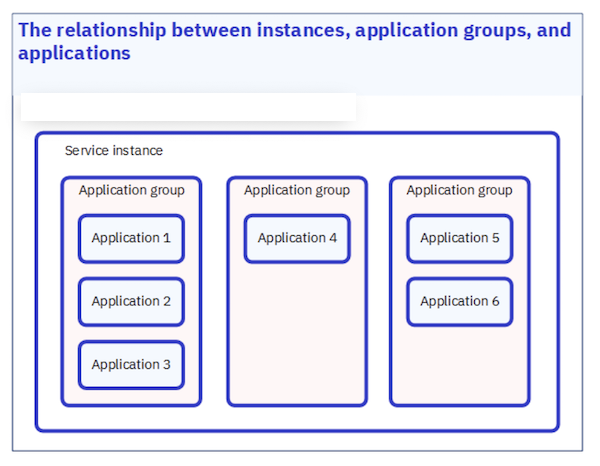 The relationship between instances, application groups, and
applications
Service instance
Application group
Application 1
Application 2
Application 3
Application group
Application 4
Application group
Application 5
Application 6